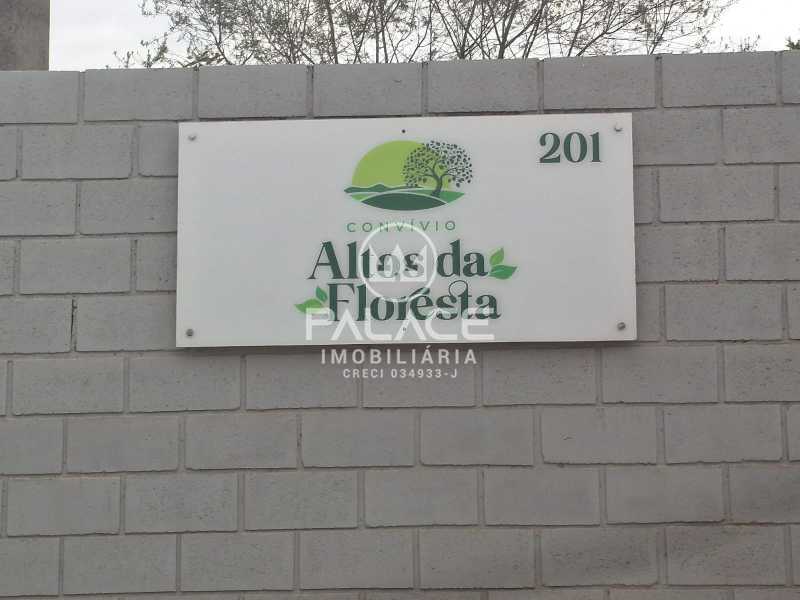 201
CONVÍVIO
Altos da
Floresta
PALACE
IMOBILIÁRIA
CRECI 034933-J